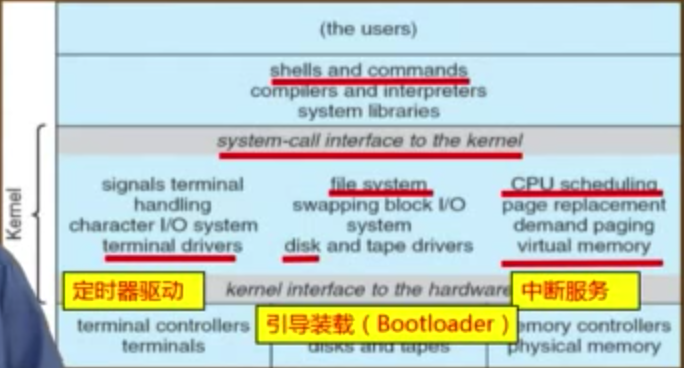 (the users)
shells and commands
compilers and interpreters
system libraries
system-call interface to the kernel
Kernel
signals terminal
handling
character I/O system
terminal drivers
file system
swapping block I/O
system
disk and tape drivers
CPU scheduling
page replacement
demand paging
virtual memory
定时器驱动
kernel interface to the hardware
中断服务
引导装载(Bootloader)
terminal controllers
terminals
disks and tapes
controllers
physical memory